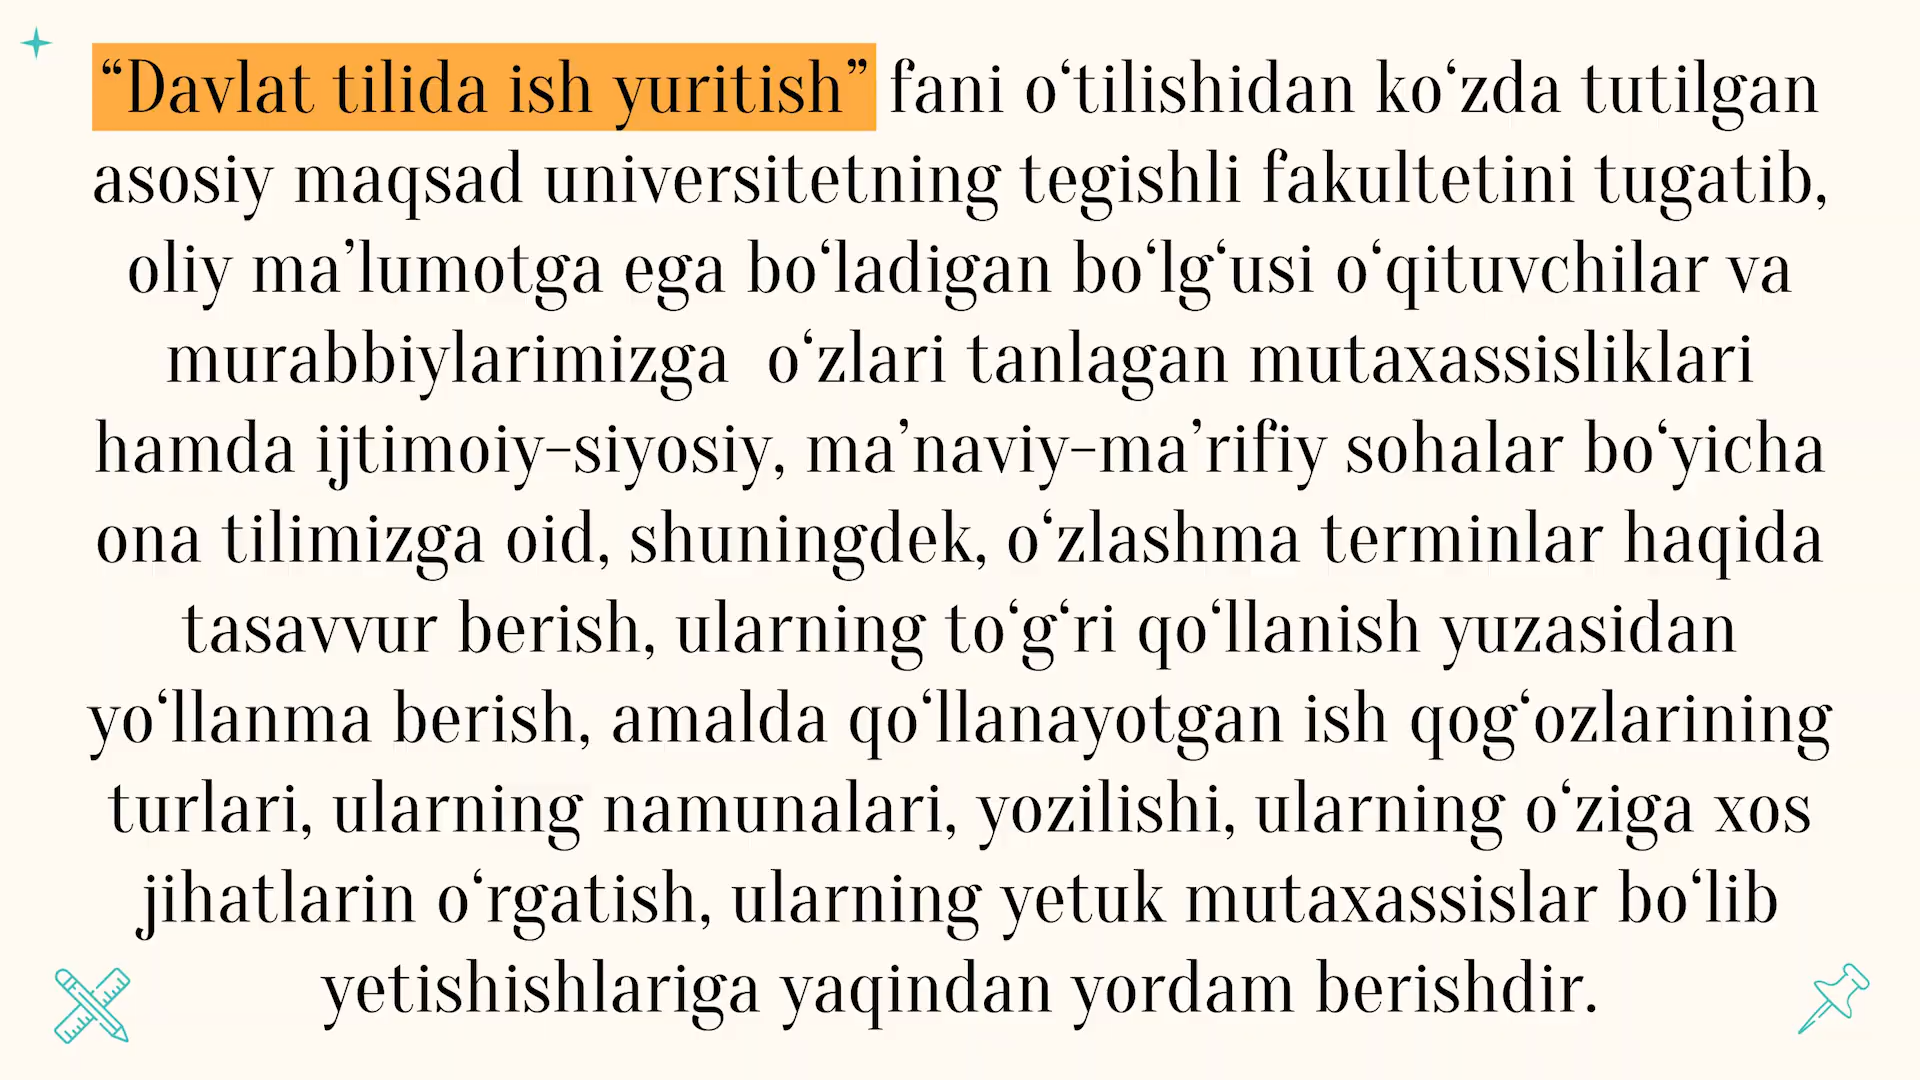 “Davlat tilida ish yuritish” fani o‘tilishidan ko‘zda tutilgan
asosiy maqsad universitetning tegishli fakultetini tugatib,
oliy ma’lumotga ega bo‘ladigan bo‘lg‘usi o‘qituvchilar va
murabbiylarimizga  o‘zlari tanlagan mutaxassisliklari
hamda ijtimoiy-siyosiy, ma’naviy-ma’rifiy sohalar bo‘yicha
ona tilimizga oid, shuningdek, o‘zlashma terminlar haqida
tasavvur berish, ularning to‘g‘ri qo‘llanish yuzasidan
yo‘llanma berish, amalda qo‘llanayotgan ish qog‘ozlarining
turlari, ularning namunalari, yozilishi, ularning o‘ziga xos
jihatlarin o‘rgatish, ularning yetuk mutaxassislar bo‘lib
yetishishlariga yaqindan yordam berishdir.